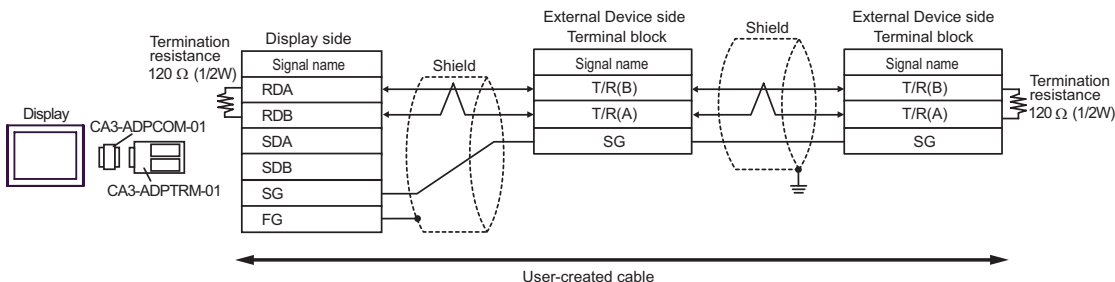 Display
CA3-ADPCOM-01
CA3-ADPTRM-01
Termination
resistance
120 Ω (1/2W)
Display side
Signal name
RDA
RDB
SDA
SDB
SG
FG
Shield
External Device side
Terminal block
Signal name
T/R(B)
T/R(A)
SG
Shield
External Device side
Terminal block
Signal name
T/R(B)
T/R(A)
SG
Termination
resistance
120 Ω (1/2W)
User-created cable